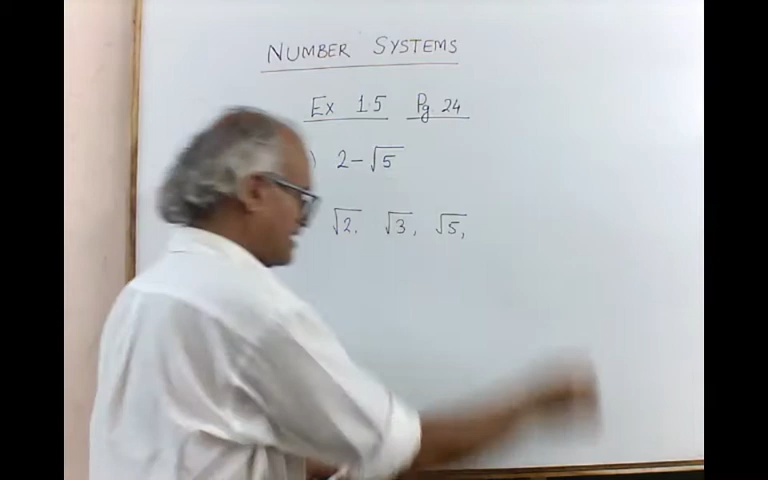 NUMBER SYSTEMS
Ex 1.5 Pg 24
) 2-√5
√2. √3, √5,